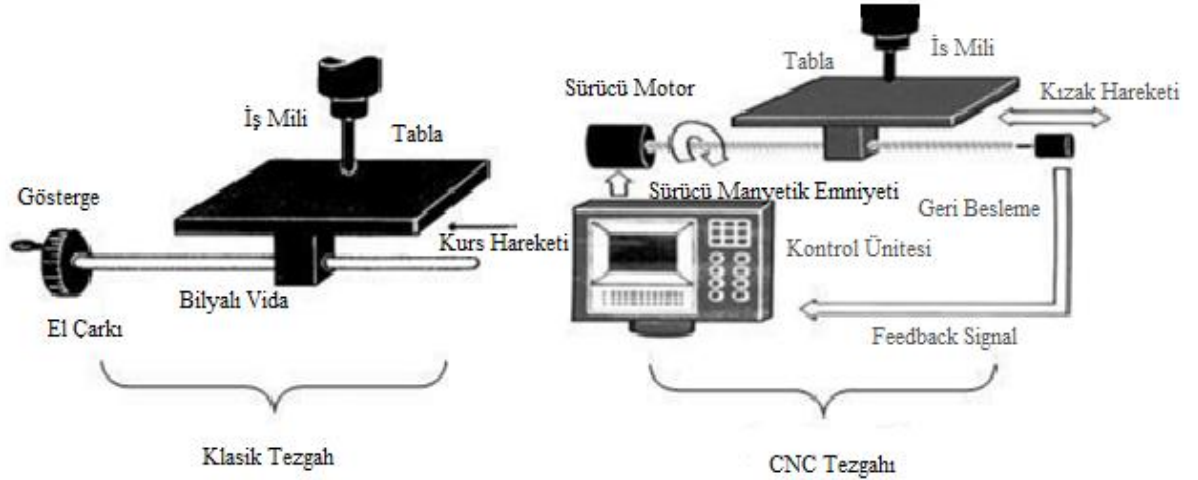 İş Mili
Tabla
Gösterge
Kurs Hareketi
Bilyalı Vida
El Çarkı
Klasik Tezgah
İs Mili
Tabla
Sürücü Motor
Kızak Hareketi
Sürücü Manyetik Emniyeti
Geri Besleme
Kontrol Ünitesi
Feedback Signal
CNC Tezgahı